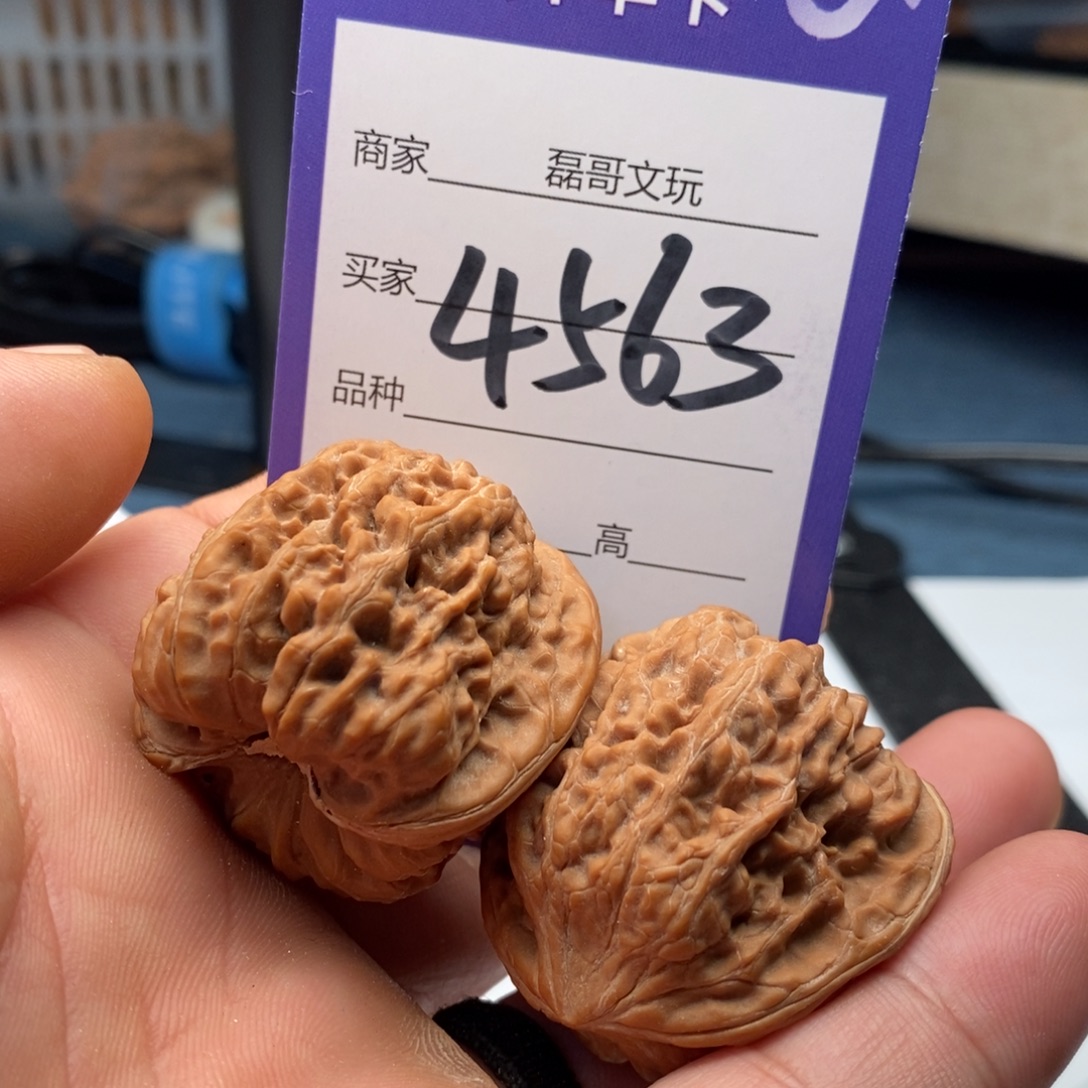 商家 磊哥文玩
买家 4563
品种
高